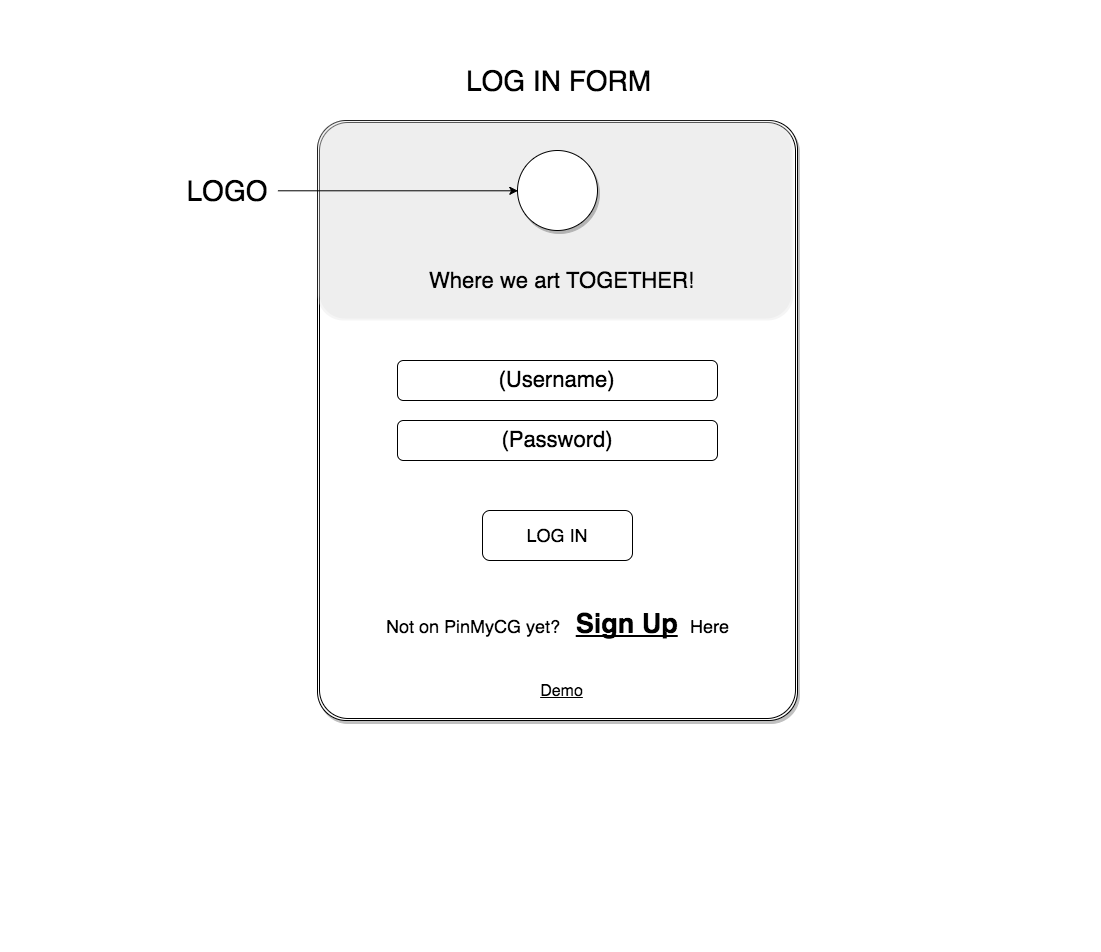 LOG IN FORM
LOGO
Where we art TOGETHER!
(Username)
(Password)
LOG IN
Not on PinMyCG yet? Sign Up Here
Demo